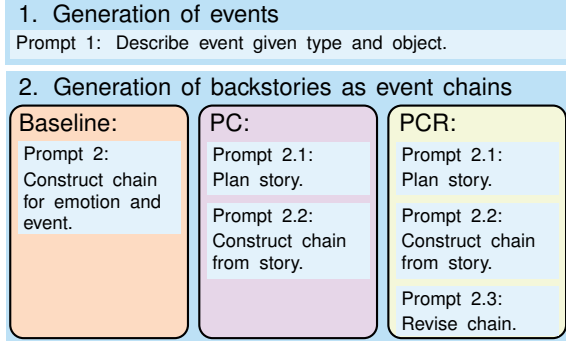 1. Generation of events
Prompt 1: Describe event given type and object.
2. Generation of backstories as event chains
Baseline:
Prompt 2:
Construct chain
for emotion and
event.
PC:
Prompt 2.1:
Plan story.
Prompt 2.2:
Construct chain
from story.
PCR:
Prompt 2.1:
Plan story.
Prompt 2.2:
Construct chain
from story.
Prompt 2.3:
Revise chain.